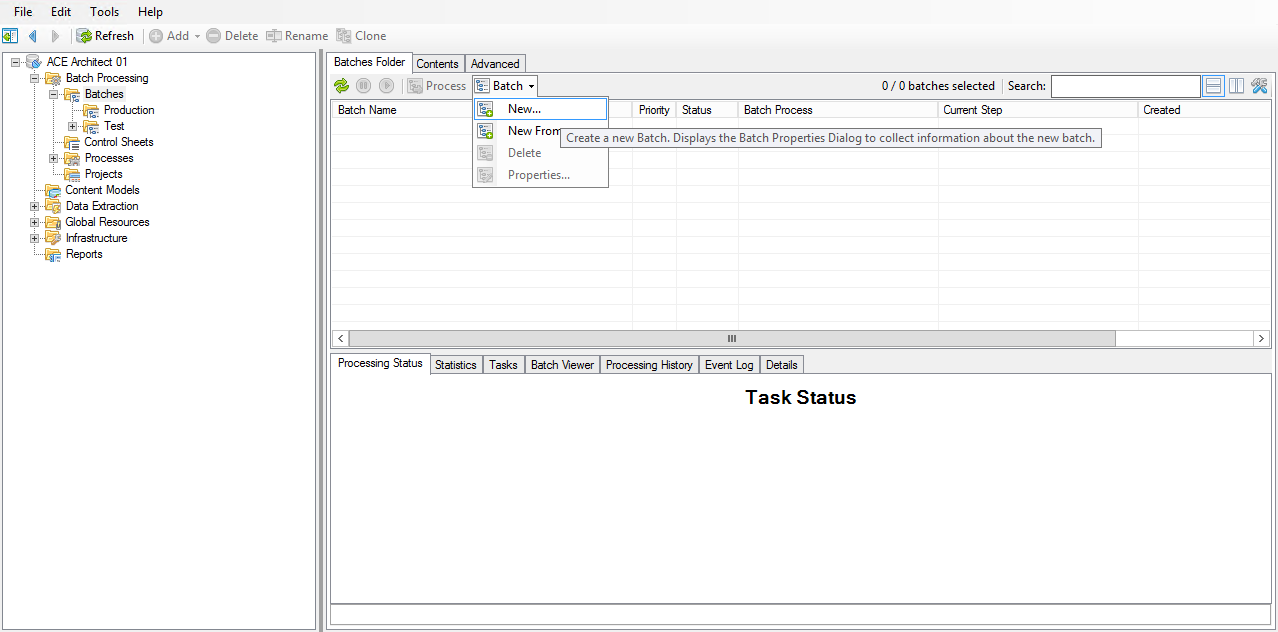 File Edit Tools Help
Refresh Add Delete Rename Clone
ACE Architect 01
Batch Processing
Batches
Production
Test
Control Sheets
Processes
Projects
Content Models
Data Extraction
Global Resources
Infrastructure
Reports
Batches Folder Contents Advanced
Process Batch 0 / 0 batches selected Search:
Batch Name Priority Status Batch Process Current Step Created
New...
New From
Create a new Batch. Displays the Batch Properties Dialog to collect information about the new batch.
Delete
Properties...
Processing Status Statistics Tasks Batch Viewer Processing History Event Log Details
Task Status